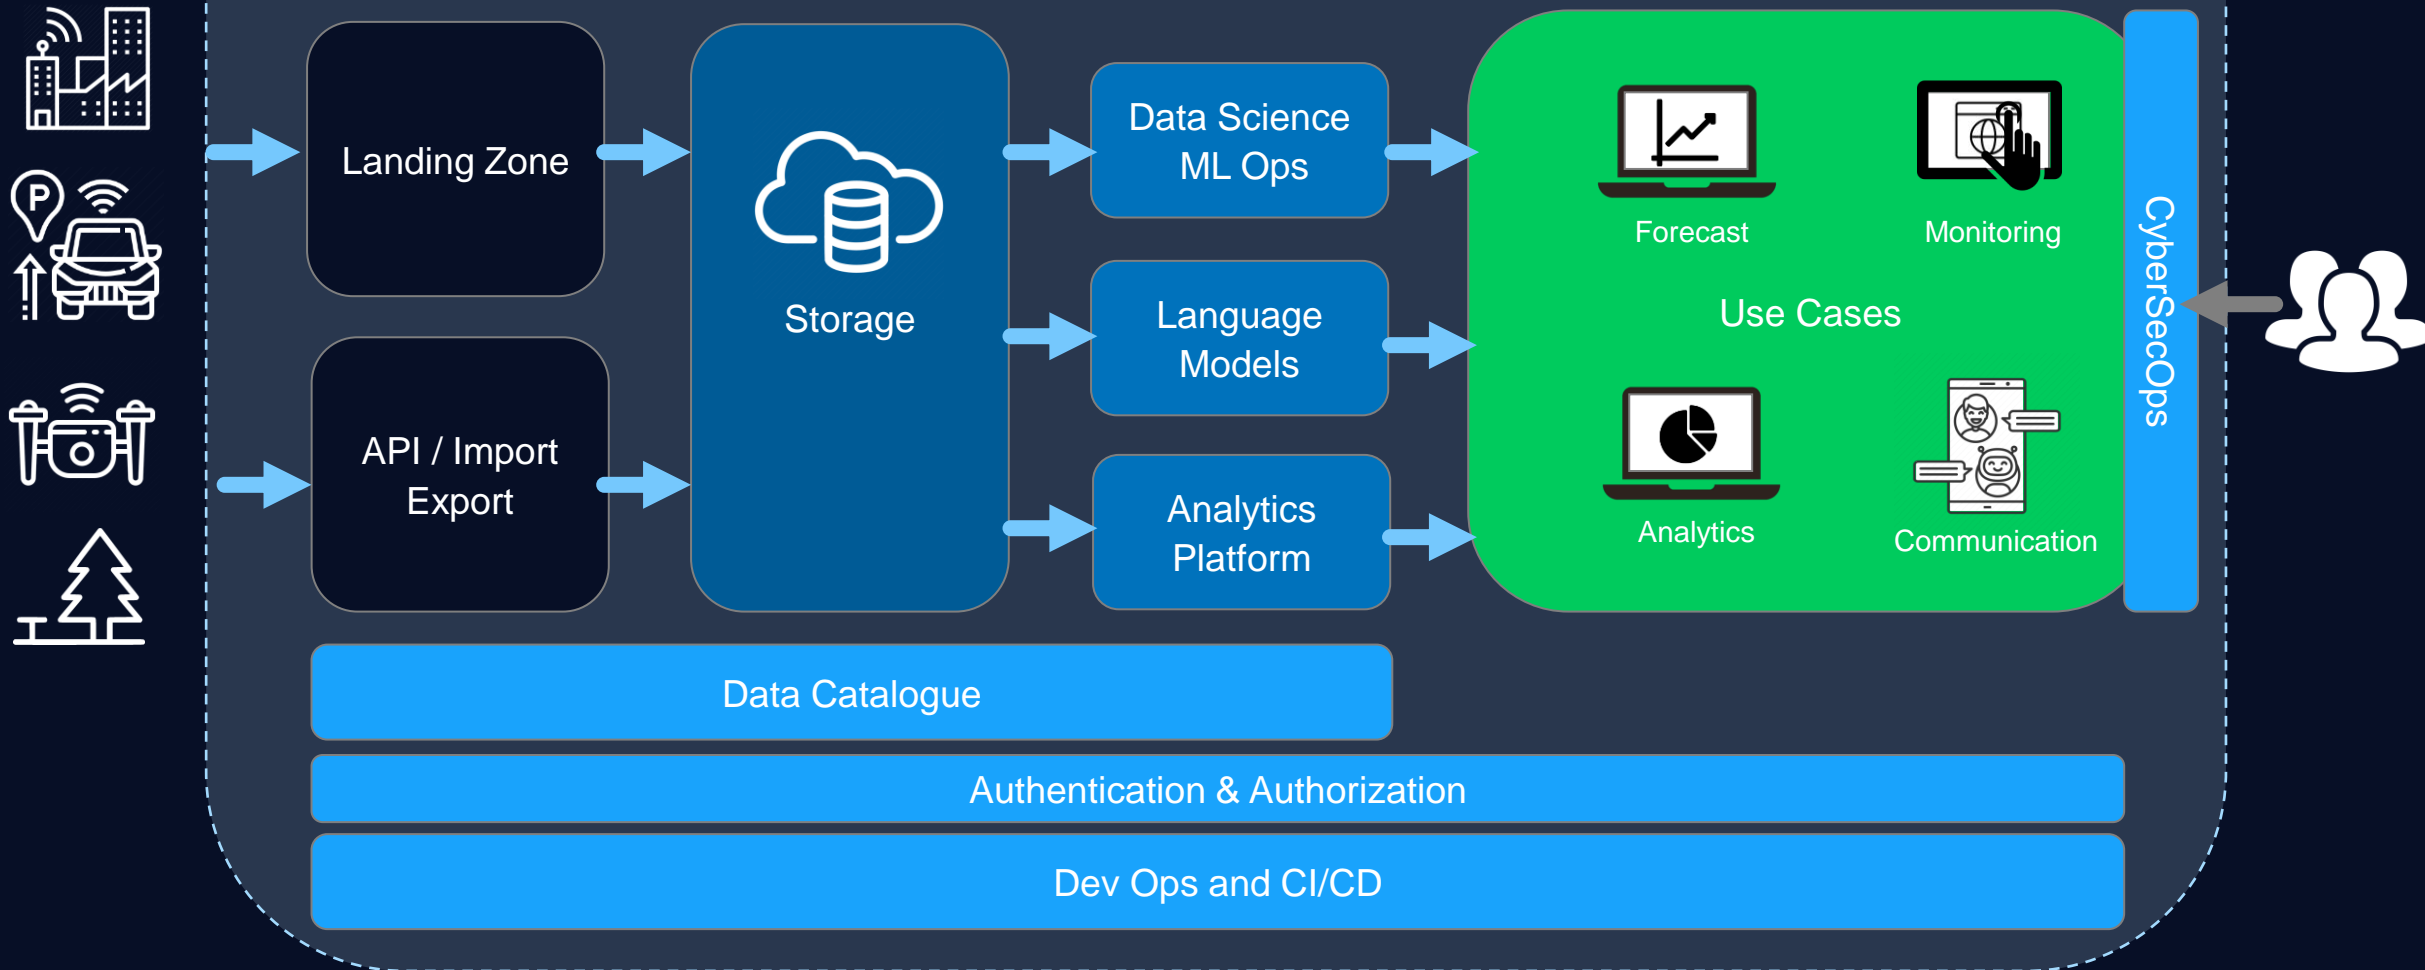 P
Landing Zone
API / Import
Export
Storage
Data Science
ML Ops
Language
Models
Analytics
Platform
Forecast
Monitoring
Use Cases
Analytics
Communication
CyberSecOps
Data Catalogue
Authentication & Authorization
Dev Ops and CI/CD